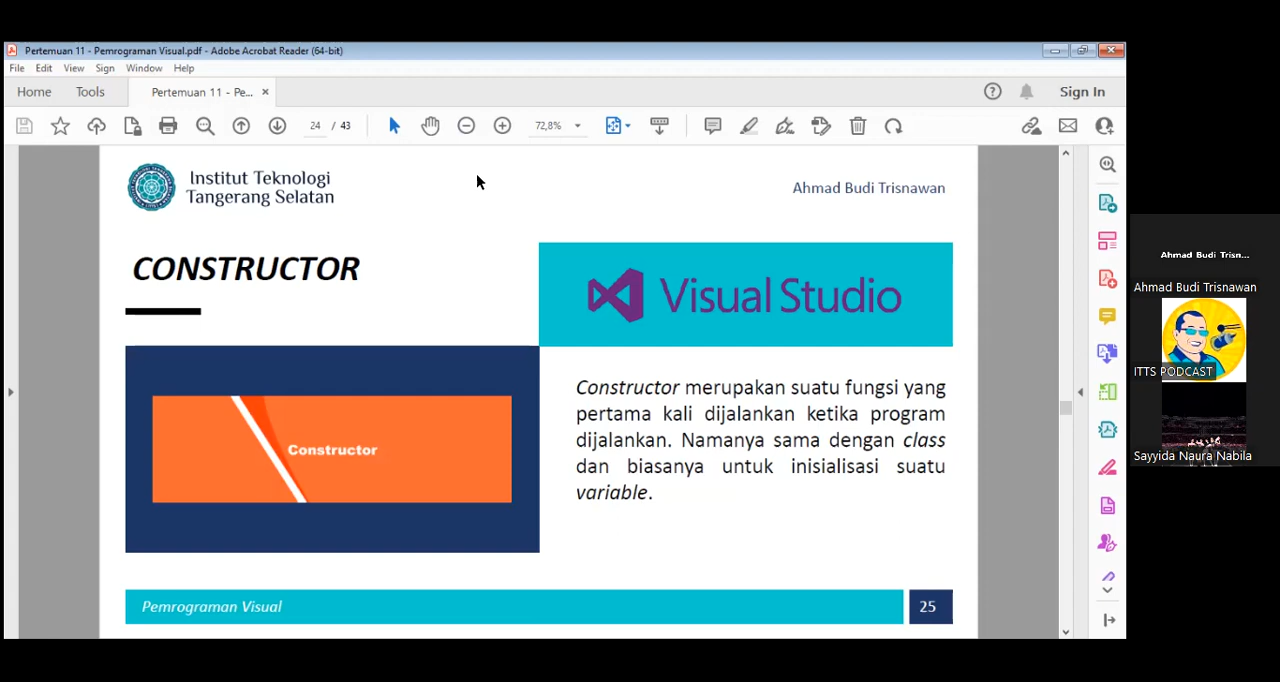 Pertemuan 11 - Pemrograman Visual.pdf - Adobe Acrobat Reader (64-bit)
File Edit View Sign Window Help
Home Tools Pertemuan 11 - Pe... × Sign In
24 / 43 72,8%
Institut Teknologi
Tangerang Selatan
Ahmad Budi Trisnawan
CONSTRUCTOR
Visual Studio
Constructor
Constructor merupakan suatu fungsi yang
pertama kali dijalankan ketika program
dijalankan. Namanya sama dengan class
dan biasanya untuk inisialisasi suatu
variable.
Pemrograman Visual
25
Ahmad Budi Trisn...
Ahmad Budi Trisnawan
ITTS PODCAST
Sayyida Naura Nabila